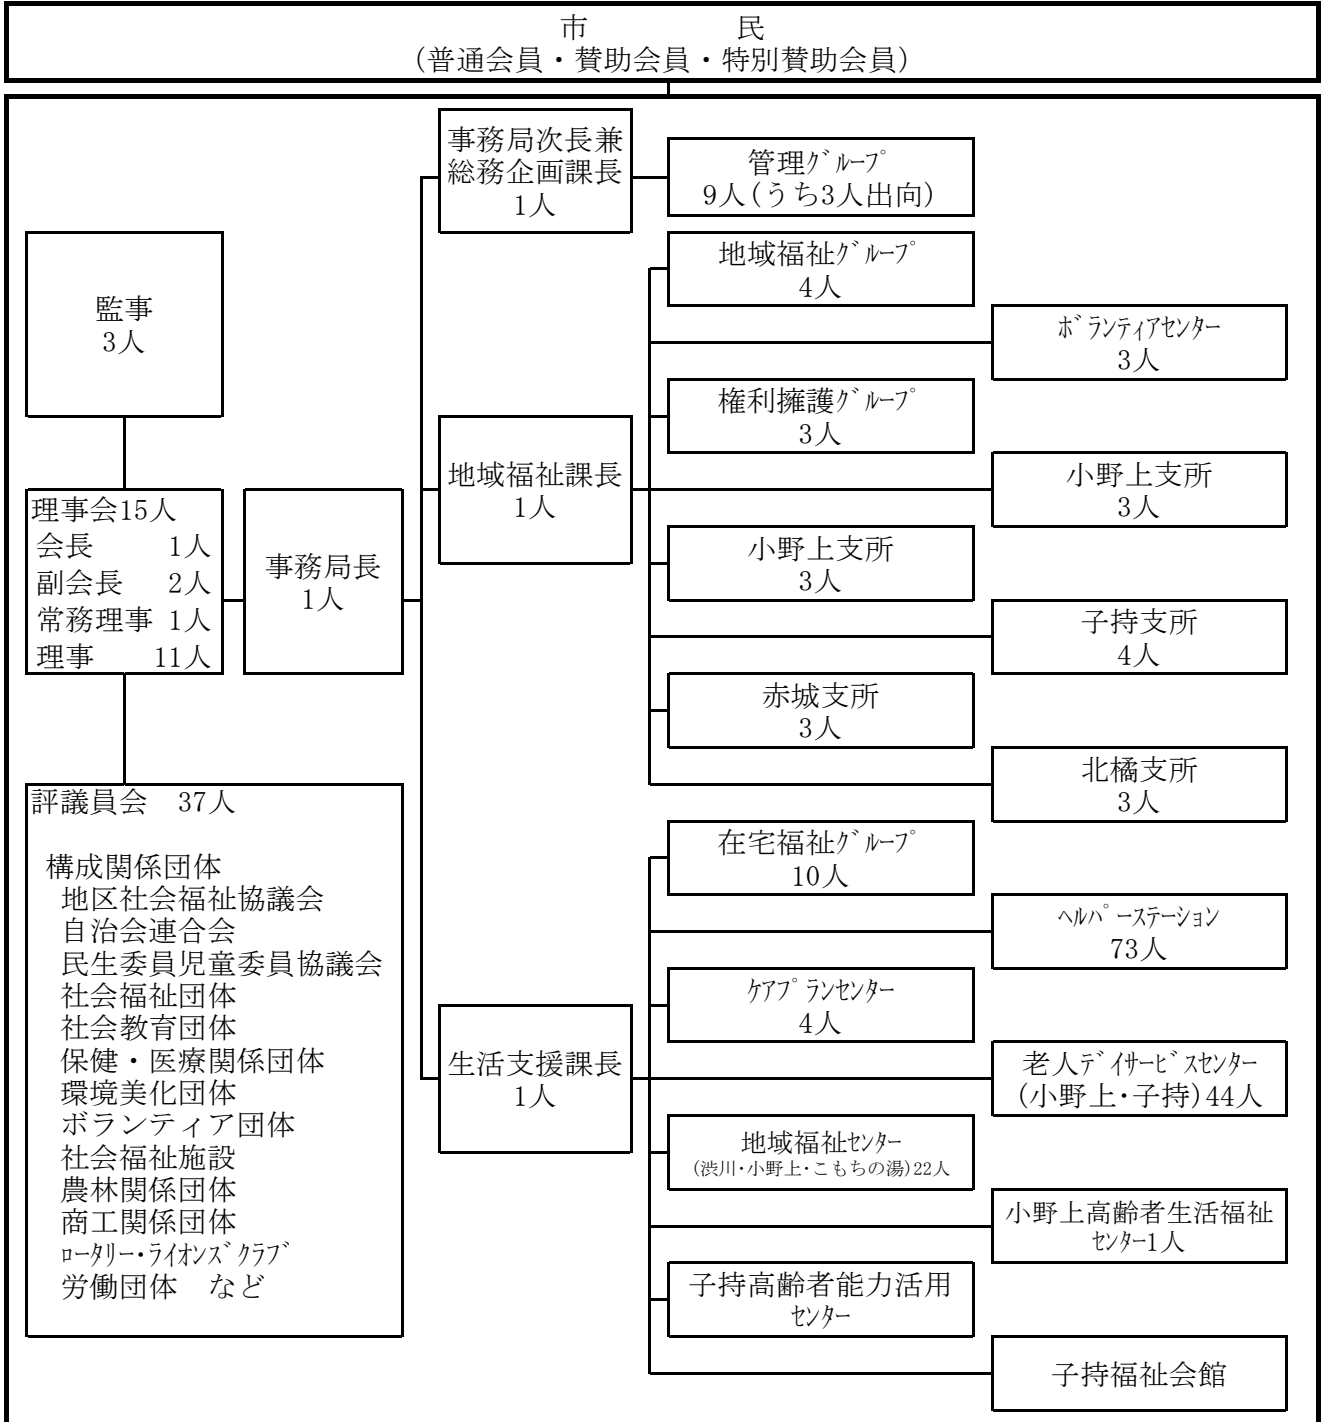 市　　　　　民
(普通会員・賛助会員・特別賛助会員)
事務局次長兼
総務企画課長
1人
管理ｸﾞﾙｰﾌﾟ
9人(うち3人出向)
監事
3人
地域福祉ｸﾞﾙｰﾌﾟ
4人
ﾎﾞﾗﾝﾃｨｱｾﾝﾀｰ
3人
権利擁護ｸﾞﾙｰﾌﾟ
3人
地域福祉課長
1人
小野上支所
3人
理事会15人
会長　　1人
副会長　2人
常務理事 1人
理事　　11人
事務局長
1人
小野上支所
3人
子持支所
4人
赤城支所
3人
北橘支所
3人
評議員会　37人
構成関係団体
地区社会福祉協議会
自治会連合会
民生委員児童委員協議会
社会福祉団体
社会教育団体
保健・医療関係団体
環境美化団体
ボランティア団体
社会福祉施設
農林関係団体
商工関係団体
ﾛｰﾀﾘｰ・ﾗｲｵﾝｽﾞｸﾗﾌﾞ
労働団体　など
在宅福祉ｸﾞﾙｰﾌﾟ
10人
ﾍﾙﾊﾟｰｽﾃｰｼｮﾝ
73人
ｹｱﾌﾟﾗﾝｾﾝﾀｰ
4人
生活支援課長
1人
老人ﾃﾞｲｻｰﾋﾞｽｾﾝﾀｰ
(小野上･子持)44人
地域福祉ｾﾝﾀｰ
(渋川･小野上･こもちの湯)22人
小野上高齢者生活福祉
ｾﾝﾀｰ1人
子持高齢者能力活用
ｾﾝﾀｰ
子持福祉会館